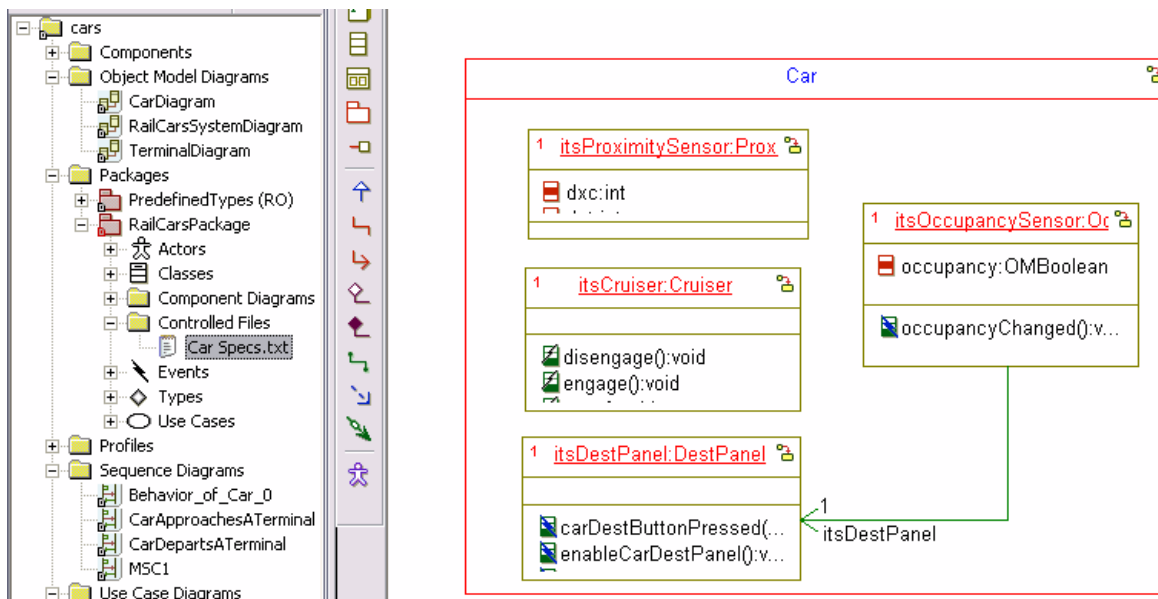 cars
Components
Object Model Diagrams
CarDiagram
RailCarsSystemDiagram
TerminalDiagram
Packages
PredefinedTypes (RO)
RailCarsPackage
Actors
Classes
Component Diagrams
Controlled Files
Car Specs.txt
Events
Types
Use Cases
Profiles
Sequence Diagrams
Behavior_of_Car_0
CarApproachesATerminal
CarDepartsATerminal
MSC1
Use Case Diagrams
Car
1 itsProximitySensor:Prox
dxc:int
1 itsCruiser:Cruiser
disengage():void
engage():void
1 itsDestPanel:DestPanel
carDestButtonPressed(...
enableCarDestPanel():v...
1 itsOccupancySensor:Oc
occupancy:OMBoolean
occupancyChanged():v...
1
itsDestPanel